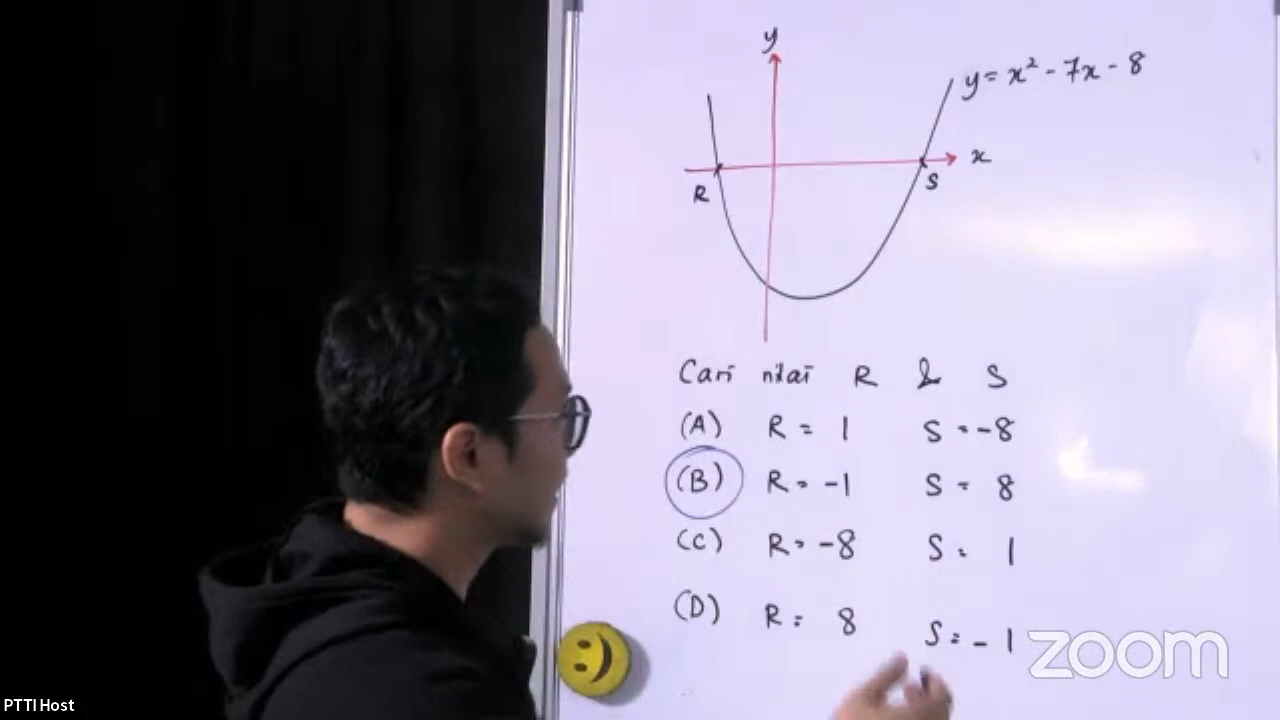 y
y = x² - 7x - 8
x
R
S
Cari nilai R & S
(A) R = 1 S = -8
(B) R = -1 S = 8
(C) R = -8 S = 1
(D) R = 8 S = -1
zoom
PTTI Host